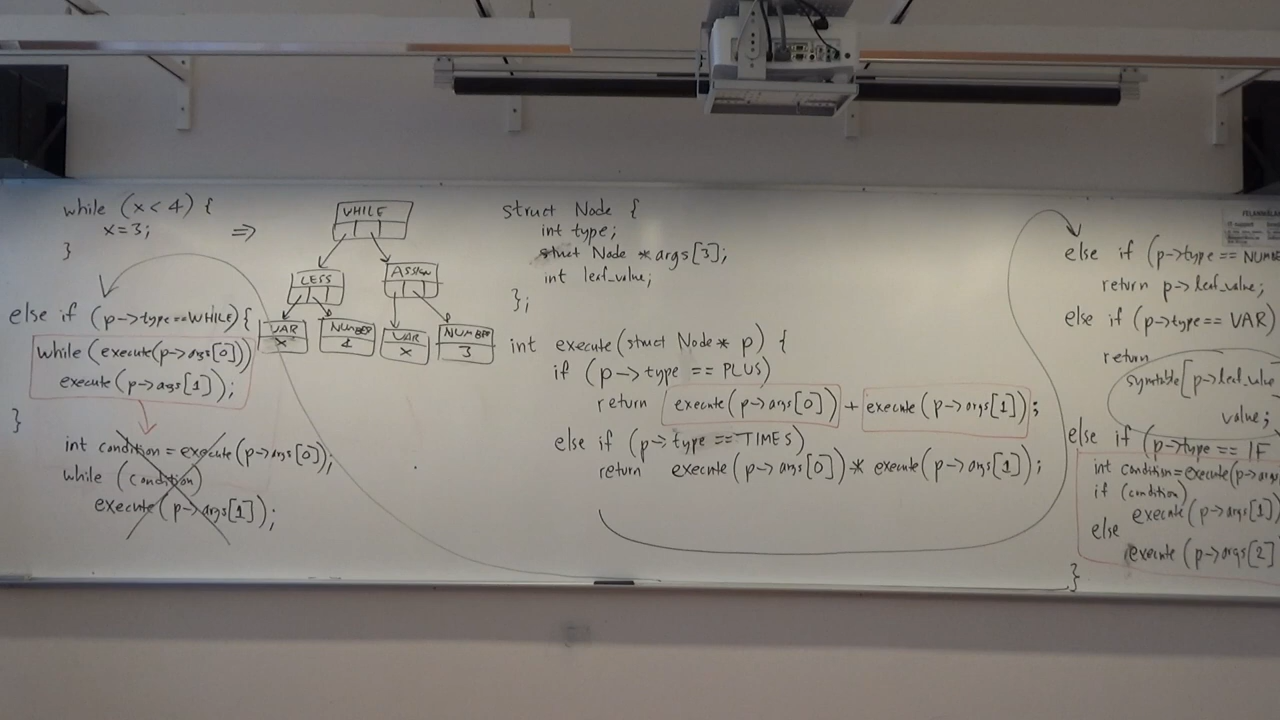 while (x < 4) {
x=3;
}
⇒
WHILE
LESS
ASSIGN
VAR
x
NUMBER
4
VAR
x
NUMBER
3
else if (p->type==WHILE) {
while (execute(p->args[0]))
execute(p->args[1]);
}
int condition = execute(p->args[0]);
while (condition)
execute(p->args[1]);
struct Node {
int type;
struct Node *args[3];
int leaf_value;
};
int execute(struct Node* p) {
if (p->type == PLUS)
return execute(p->args[0]) + execute(p->args[1]);
else if (p->type == TIMES)
return execute(p->args[0]) * execute(p->args[1]);
else if (p->type == NUMBE
return p->leaf_value;
else if (p->type == VAR)
return
symtable[p->leaf_value
value;
else if (p->type == IF
int condition=execute(p->args
if (condition)
execute(p->args[1])
else
execute(p->args[2]
}